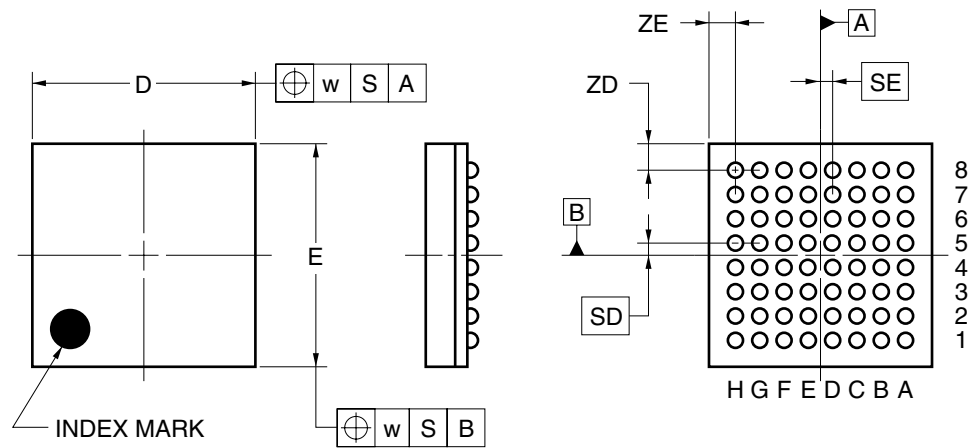 ZE
A
D
⌖ w S A
ZD
SE
8
7
6
B
5
E
4
3
SD
2
1
H G F E D C B A
INDEX MARK
⌖ w S B